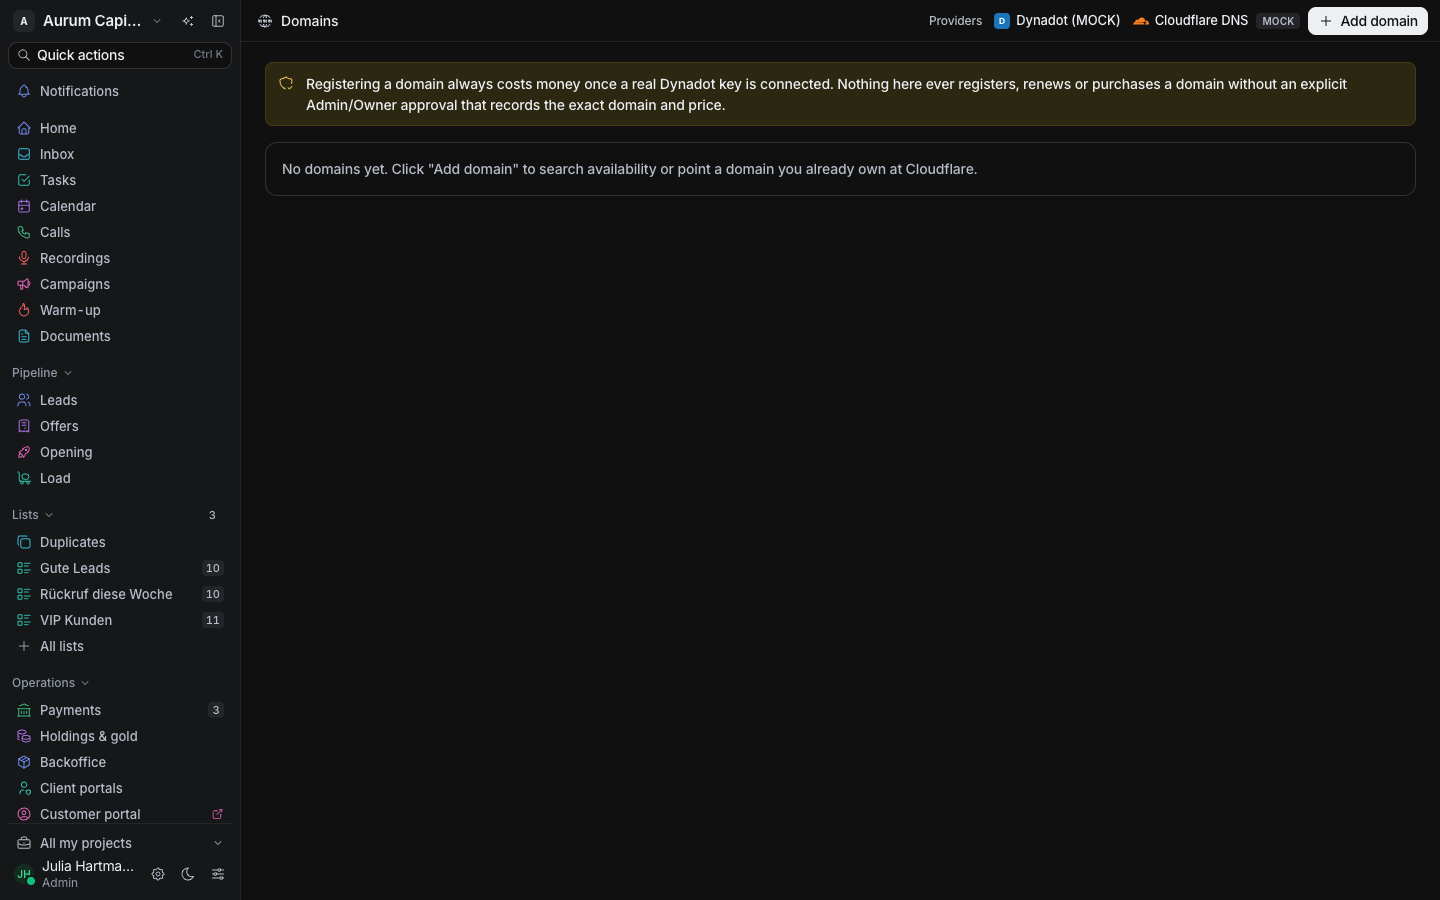 A
Aurum Capi...
Quick actions
Ctrl K
Notifications
Home
Inbox
Tasks
Calendar
Calls
Recordings
Campaigns
Warm-up
Documents
Pipeline
Leads
Offers
Opening
Load
Lists
3
Duplicates
Gute Leads
10
Rückruf diese Woche
10
VIP Kunden
11
All lists
Operations
Payments
3
Holdings & gold
Backoffice
Client portals
Customer portal
All my projects
JH
Julia Hartma...
Admin
Domains
Providers
D
Dynadot (MOCK)
Cloudflare DNS
MOCK
Add domain
Registering a domain always costs money once a real Dynadot key is connected. Nothing here ever registers, renews or purchases a domain without an explicit
Admin/Owner approval that records the exact domain and price.
No domains yet. Click "Add domain" to search availability or point a domain you already own at Cloudflare.